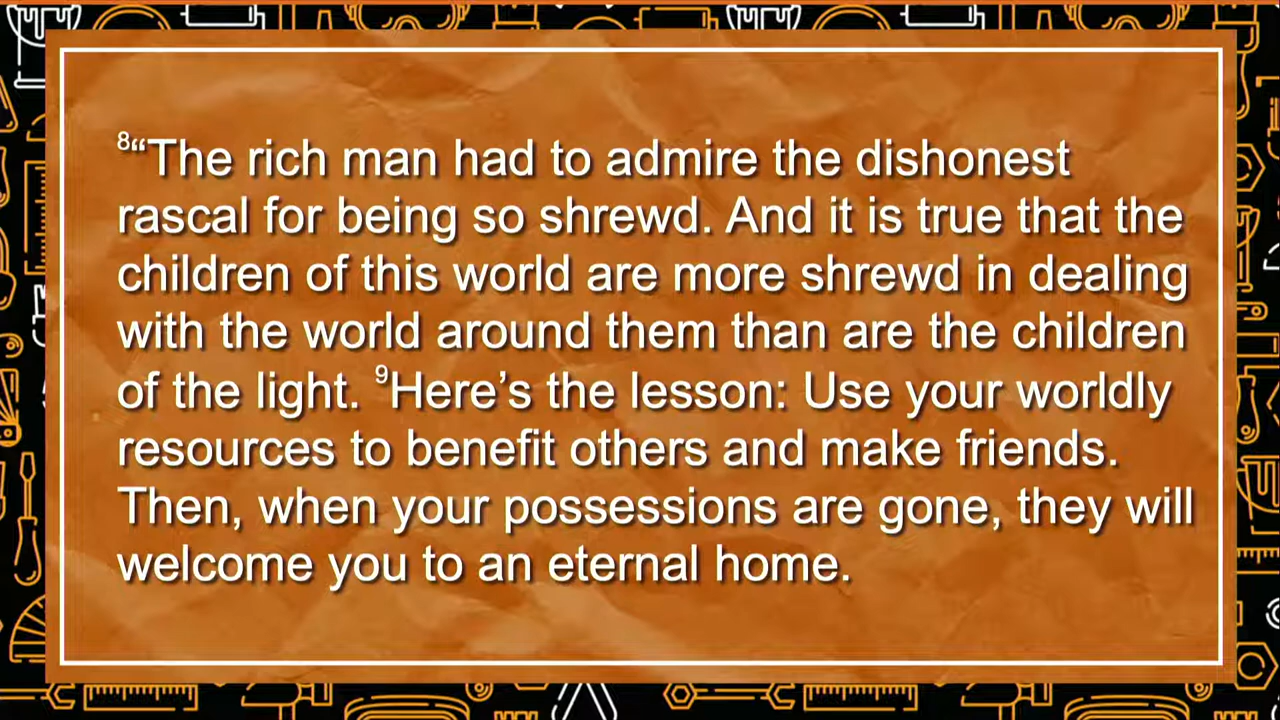 ⁸“The rich man had to admire the dishonest
rascal for being so shrewd. And it is true that the
children of this world are more shrewd in dealing
with the world around them than are the children
of the light. ⁹Here’s the lesson: Use your worldly
resources to benefit others and make friends.
Then, when your possessions are gone, they will
welcome you to an eternal home.